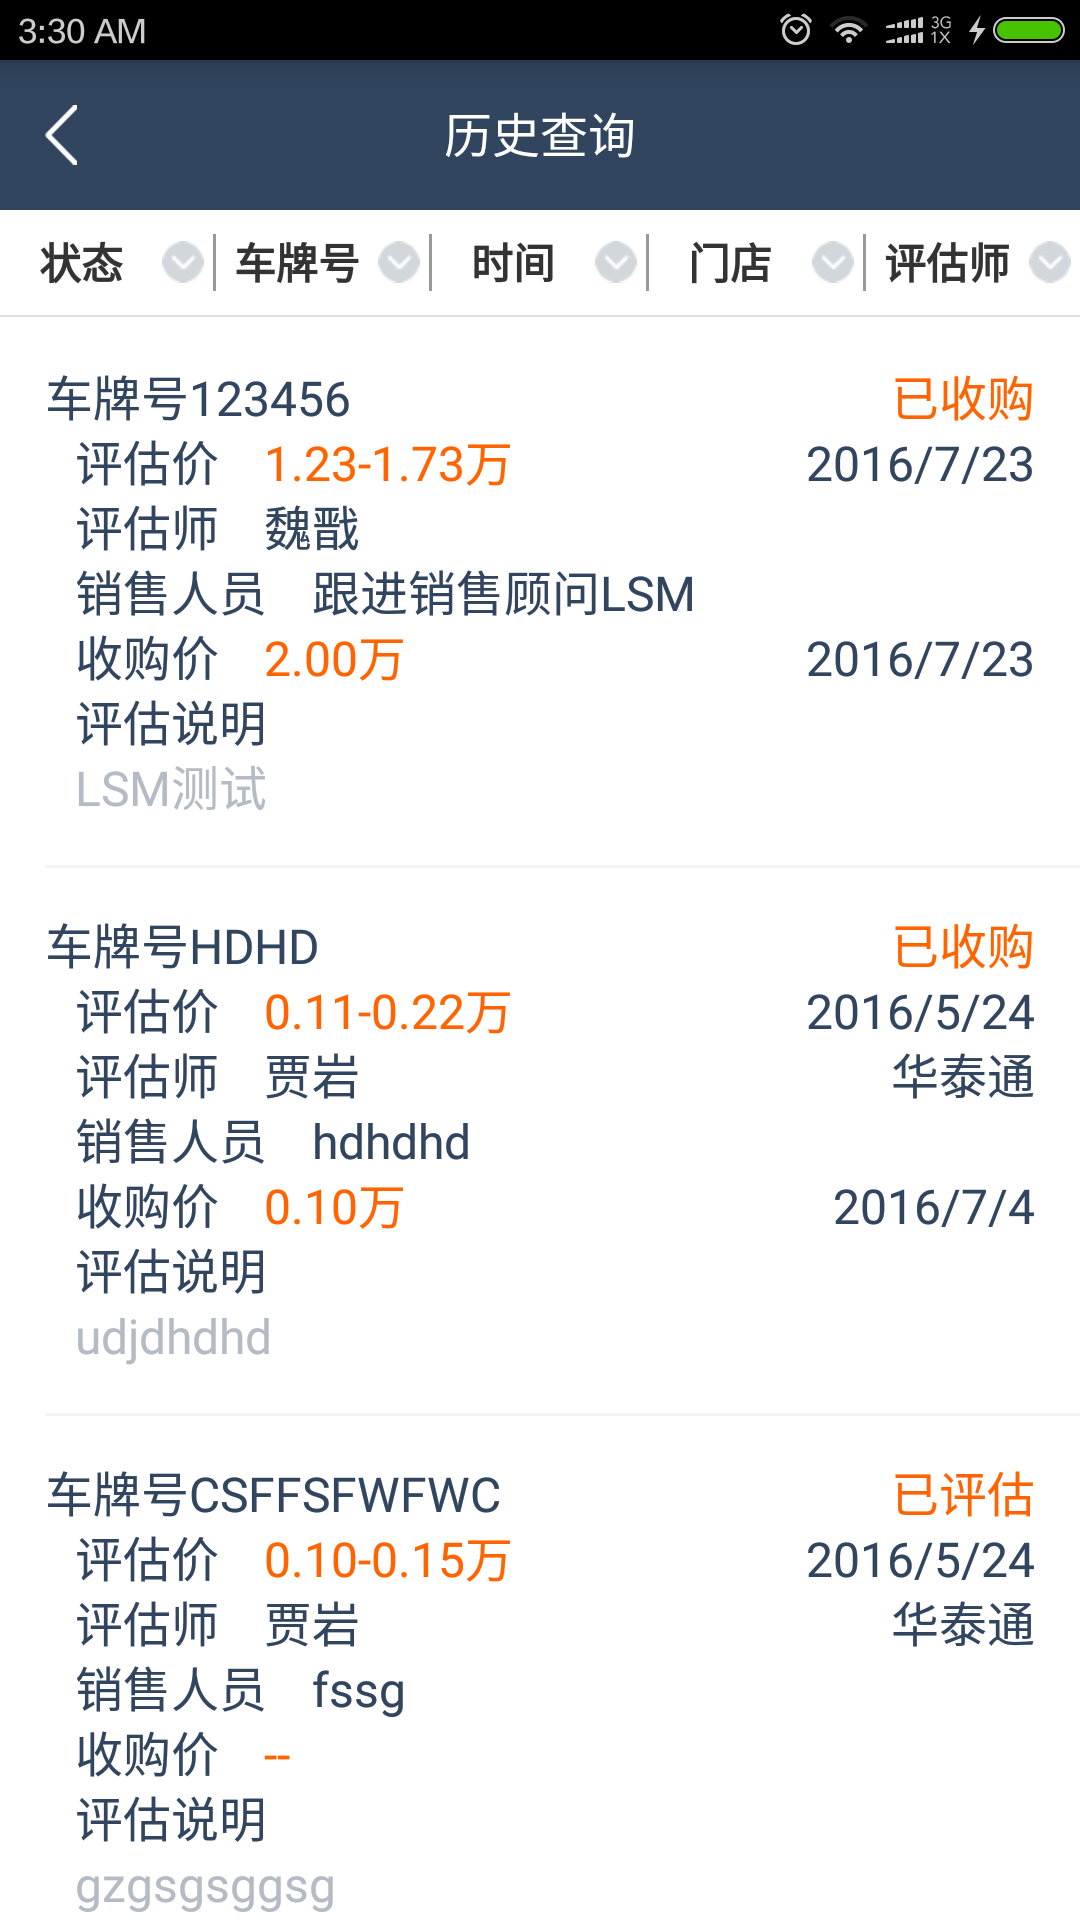 3:30 AM 3G 1X
历史查询
状态 车牌号 时间 门店 评估师
车牌号123456 已收购
评估价 1.23-1.73万 2016/7/23
评估师 魏戬
销售人员 跟进销售顾问LSM
收购价 2.00万 2016/7/23
评估说明
LSM测试
车牌号HDHD 已收购
评估价 0.11-0.22万 2016/5/24
评估师 贾岩 华泰通
销售人员 hdhdhd
收购价 0.10万 2016/7/4
评估说明
udjdhdhd
车牌号CSFFSFWFWC 已评估
评估价 0.10-0.15万 2016/5/24
评估师 贾岩 华泰通
销售人员 fssg
收购价 --
评估说明
gzgsgsggsg